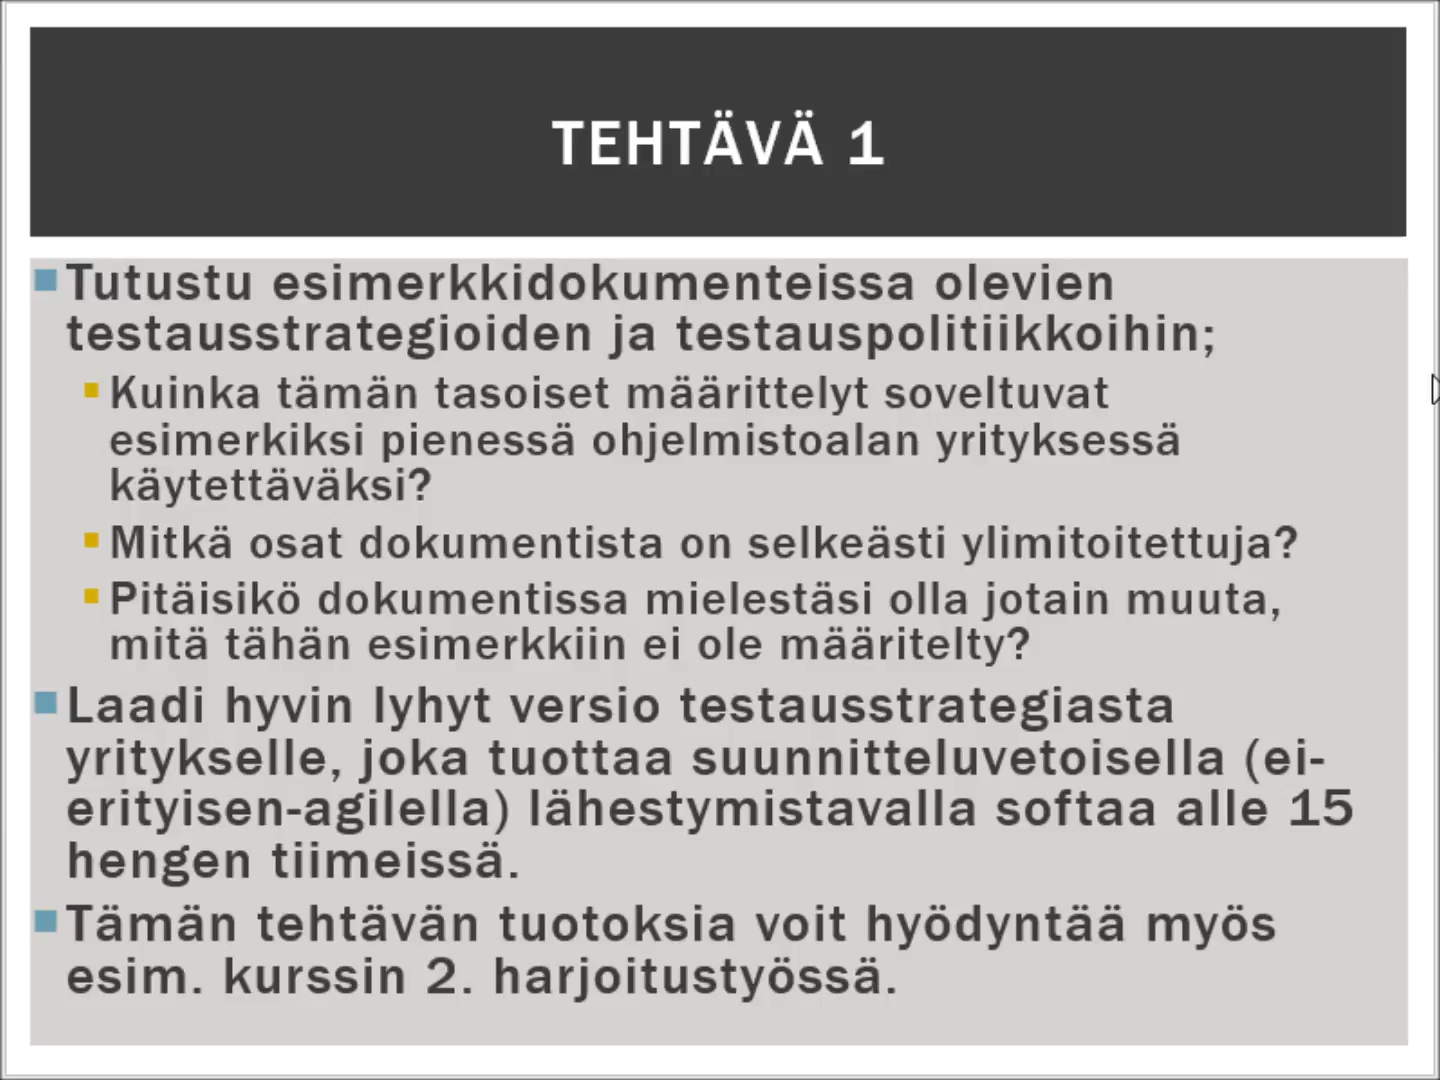 TEHTÄVÄ 1
Tutustu esimerkkidokumenteissa olevien
testausstrategioiden ja testauspolitiikkoihin;
Kuinka tämän tasoiset määrittelyt soveltuvat
esimerkiksi pienessä ohjelmistoalan yrityksessä
käytettäväksi?
Mitkä osat dokumentista on selkeästi ylimitoitettuja?
Pitäisikö dokumentissa mielestäsi olla jotain muuta,
mitä tähän esimerkkiin ei ole määritelty?
Laadi hyvin lyhyt versio testausstrategiasta
yritykselle, joka tuottaa suunnitteluvetoisella (ei-
erityisen-agilella) lähestymistavalla softaa alle 15
hengen tiimeissä.
Tämän tehtävän tuotoksia voit hyödyntää myös
esim. kurssin 2. harjoitustyössä.